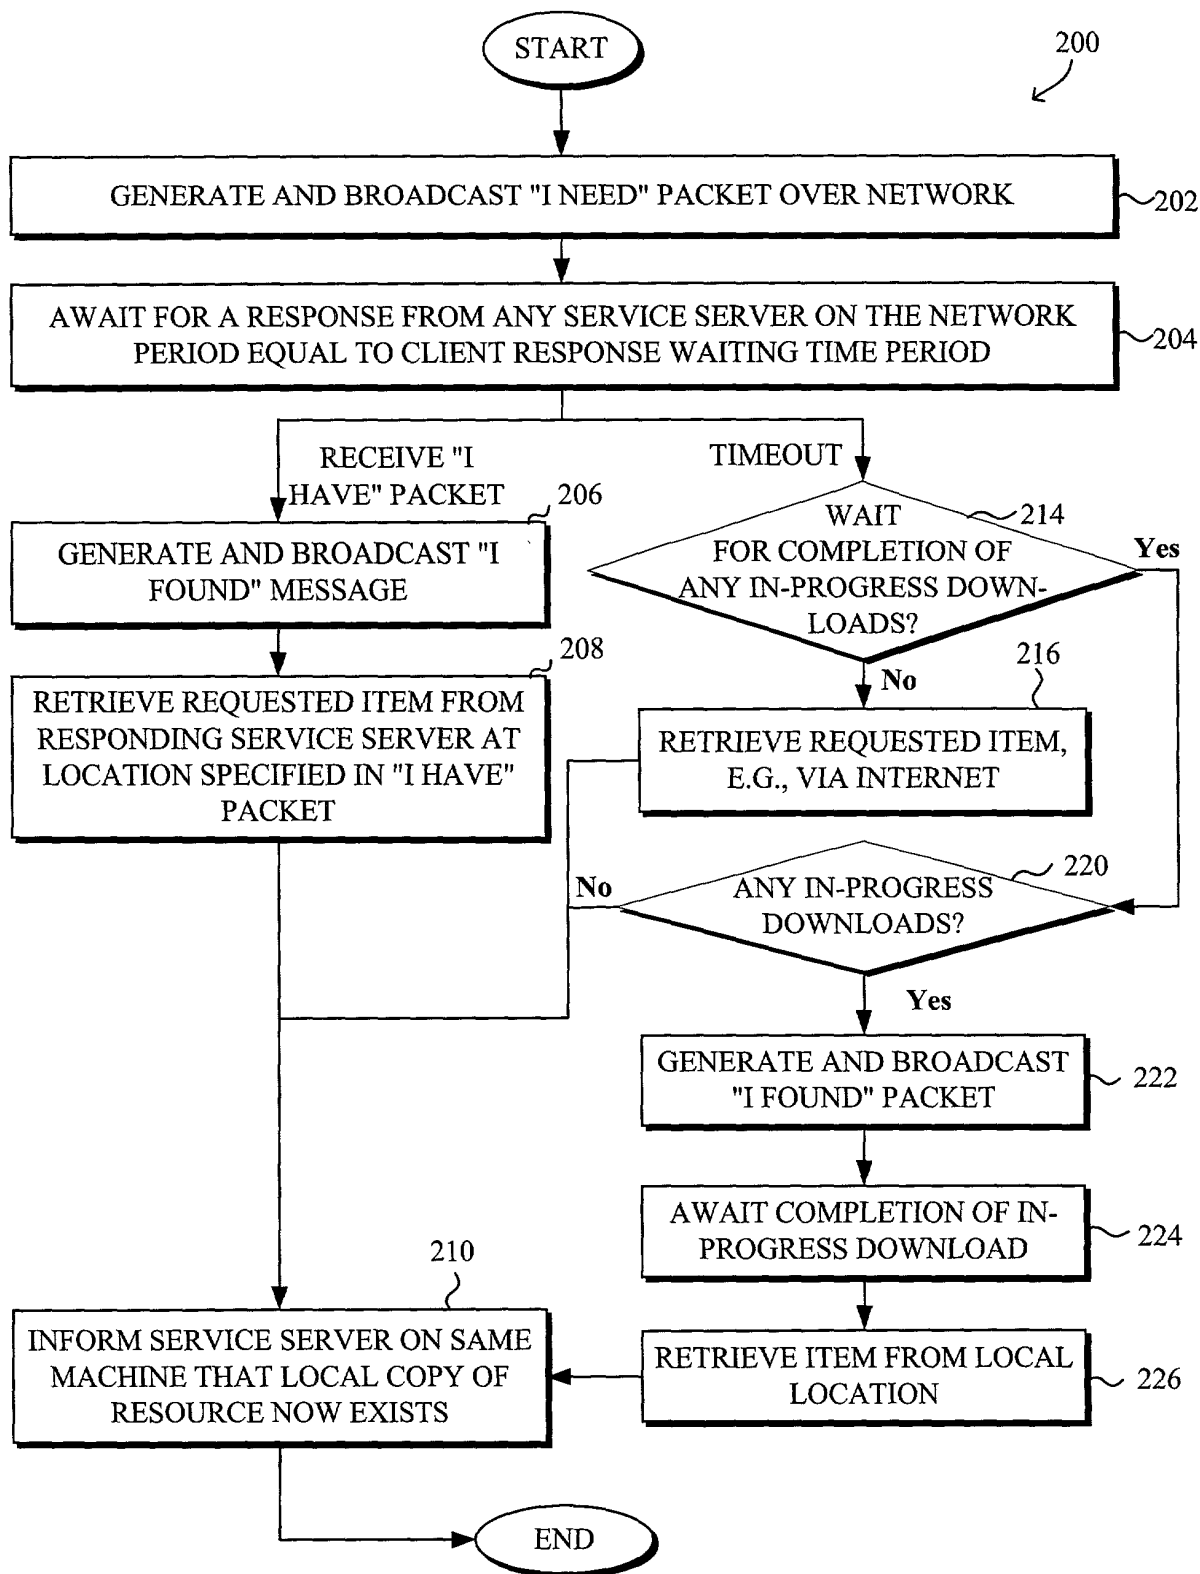 START
200
GENERATE AND BROADCAST "I NEED" PACKET OVER NETWORK
202
AWAIT FOR A RESPONSE FROM ANY SERVICE SERVER ON THE NETWORK
PERIOD EQUAL TO CLIENT RESPONSE WAITING TIME PERIOD
204
RECEIVE "I
HAVE" PACKET
TIMEOUT
206
GENERATE AND BROADCAST "I
FOUND" MESSAGE
214
WAIT
FOR COMPLETION OF
ANY IN-PROGRESS DOWN-
LOADS?
Yes
No
208
RETRIEVE REQUESTED ITEM FROM
RESPONDING SERVICE SERVER AT
LOCATION SPECIFIED IN "I HAVE"
PACKET
216
RETRIEVE REQUESTED ITEM,
E.G., VIA INTERNET
220
ANY IN-PROGRESS
DOWNLOADS?
No
Yes
GENERATE AND BROADCAST
"I FOUND" PACKET
222
AWAIT COMPLETION OF IN-
PROGRESS DOWNLOAD
224
RETRIEVE ITEM FROM LOCAL
LOCATION
226
210
INFORM SERVICE SERVER ON SAME
MACHINE THAT LOCAL COPY OF
RESOURCE NOW EXISTS
END